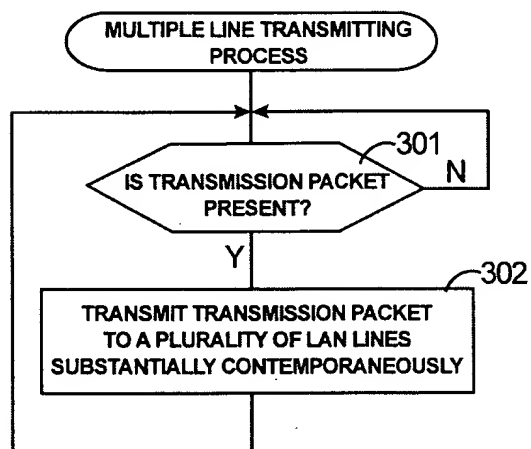 MULTIPLE LINE TRANSMITTING
PROCESS
301
IS TRANSMISSION PACKET
PRESENT?
N
Y
302
TRANSMIT TRANSMISSION PACKET
TO A PLURALITY OF LAN LINES
SUBSTANTIALLY CONTEMPORANEOUSLY